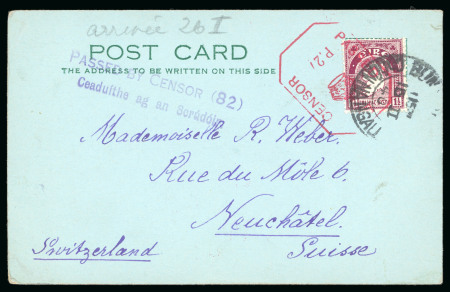 arrivée 26 I
POST CARD
THE ADDRESS TO BE WRITTEN ON THIS SIDE
PASSED BY CENSOR (82)
Ceaduithe ag an
P.21
CENSOR
EIRE
Mademoiselle R. Weber.
Rue du Môle 6.
Neuchâtel.
Switzerland
Suisse